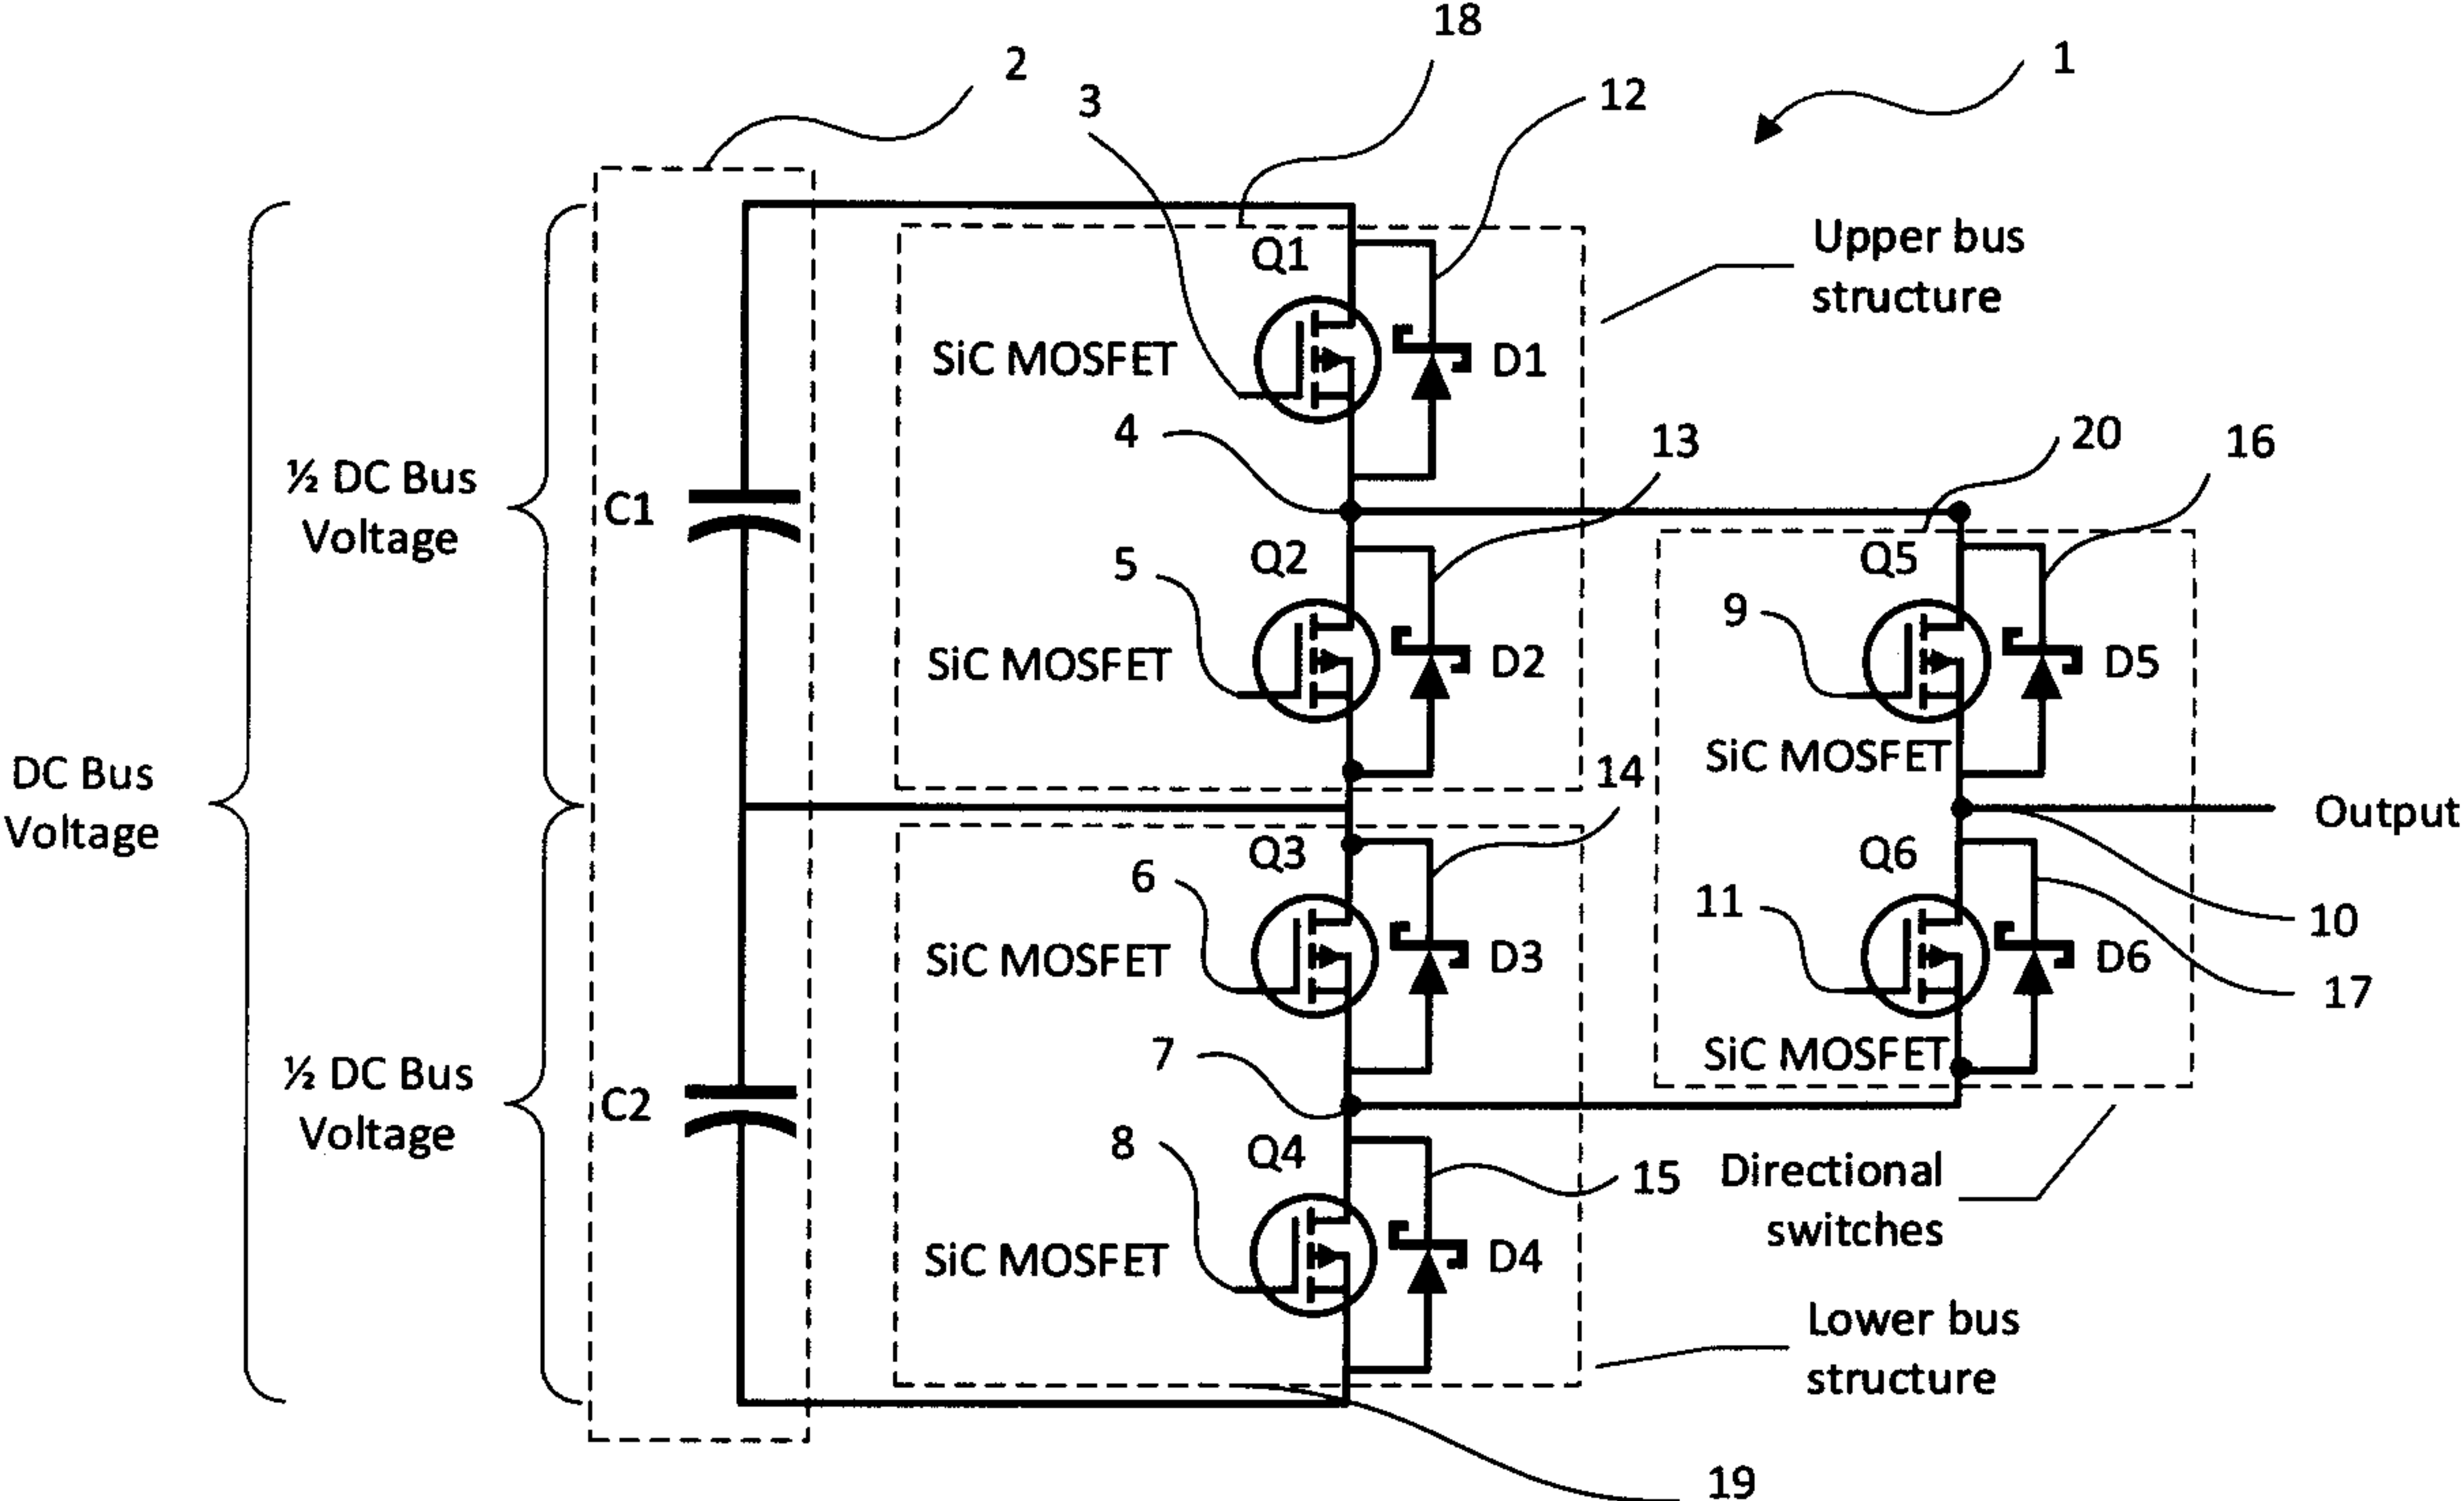 18
2
3
12
1
Upper bus
structure
Q1
SiC MOSFET
D1
4
13
20
16
½ DC Bus
Voltage
C1
5
Q2
SiC MOSFET
D2
Q5
9
D5
SiC MOSFET
DC Bus
Voltage
14
Output
Q3
6
SiC MOSFET
D3
Q6
11
D6
10
17
SiC MOSFET
7
½ DC Bus
Voltage
C2
8
Q4
15
Directional
switches
SiC MOSFET
D4
Lower bus
structure
19